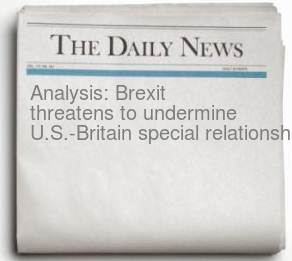 THE DAILY NEWS
Analysis: Brexit
threatens to undermine
U.S.-Britain special relationsh